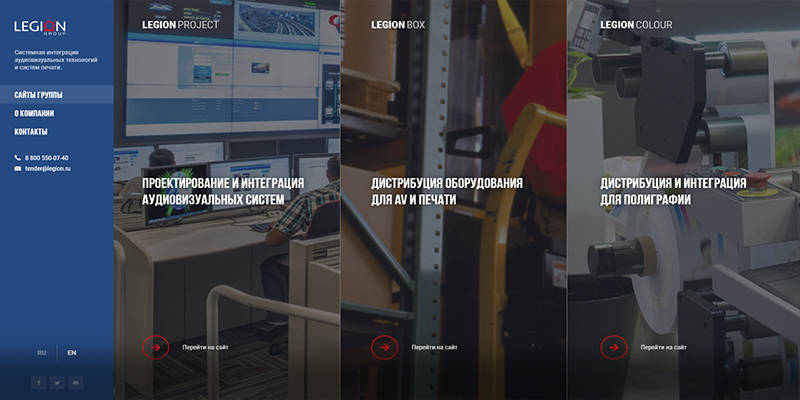 LEGION
GROUP
Системная интеграция
аудиовизуальных технологий
и систем печати.
САЙТЫ ГРУППЫ
О КОМПАНИИ
КОНТАКТЫ
8 800 550-07-40
tender@legion.ru
RU
EN
LEGION PROJECT
ПРОЕКТИРОВАНИЕ И ИНТЕГРАЦИЯ
АУДИОВИЗУАЛЬНЫХ СИСТЕМ
Перейти на сайт
LEGION BOX
ДИСТРИБУЦИЯ ОБОРУДОВАНИЯ
ДЛЯ AV И ПЕЧАТИ
Перейти на сайт
LEGION COLOUR
ДИСТРИБУЦИЯ И ИНТЕГРАЦИЯ
ДЛЯ ПОЛИГРАФИИ
Перейти на сайт